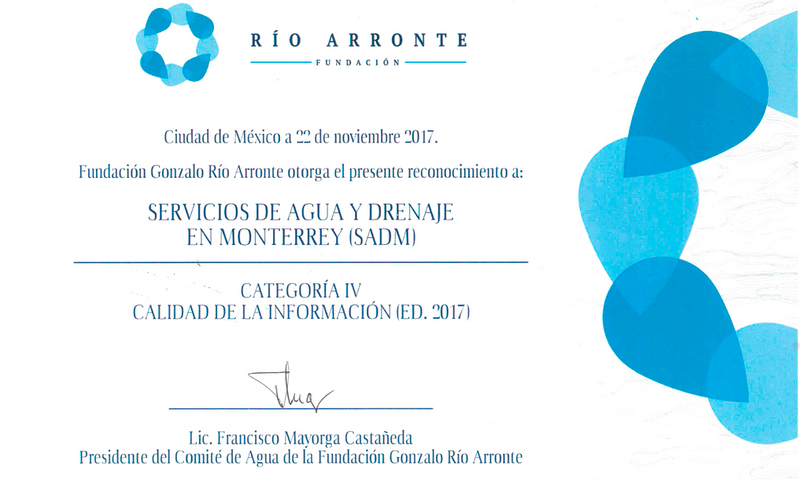 RÍO ARRONTE
FUNDACIÓN
Ciudad de México a 22 de noviembre 2017.
Fundación Gonzalo Río Arronte otorga el presente reconocimiento a:
SERVICIOS DE AGUA Y DRENAJE
EN MONTERREY (SADM)
CATEGORÍA IV
CALIDAD DE LA INFORMACIÓN (ED. 2017)
Lic. Francisco Mayorga Castañeda
Presidente del Comité de Agua de la Fundación Gonzalo Río Arronte